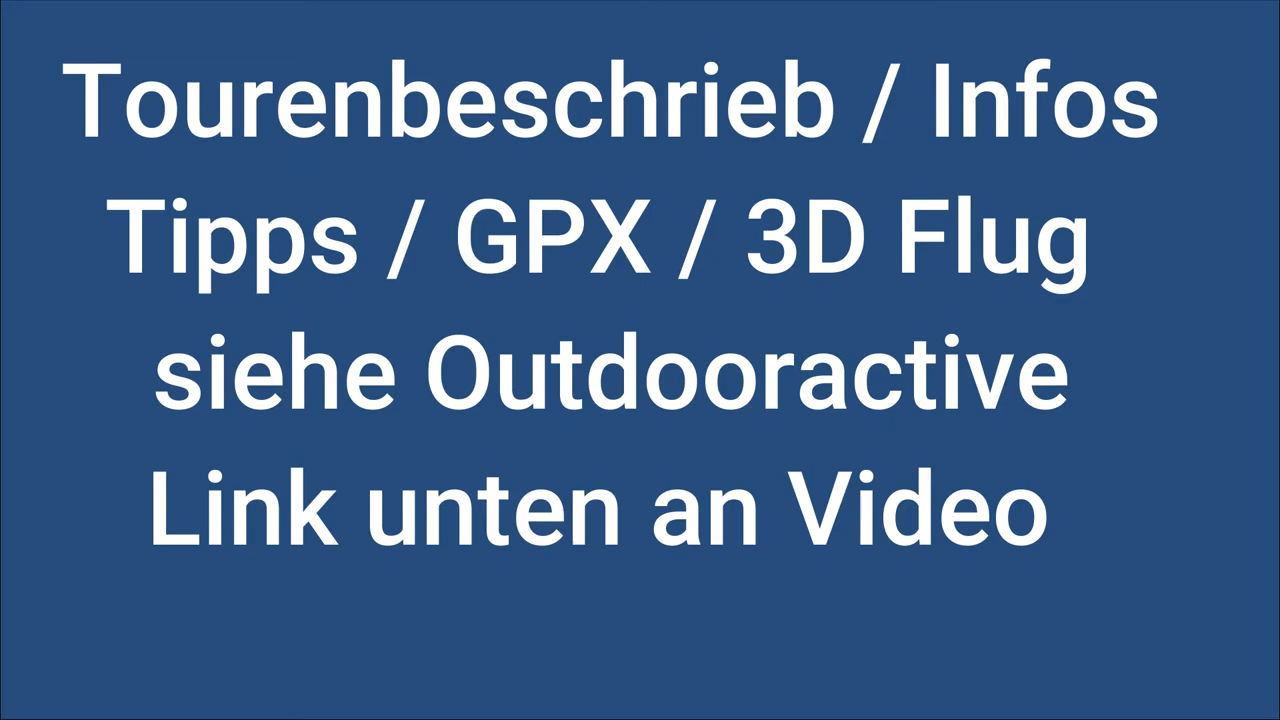 Tourenbeschrieb / Infos
Tipps / GPX / 3D Flug
siehe Outdooractive
Link unten an Video